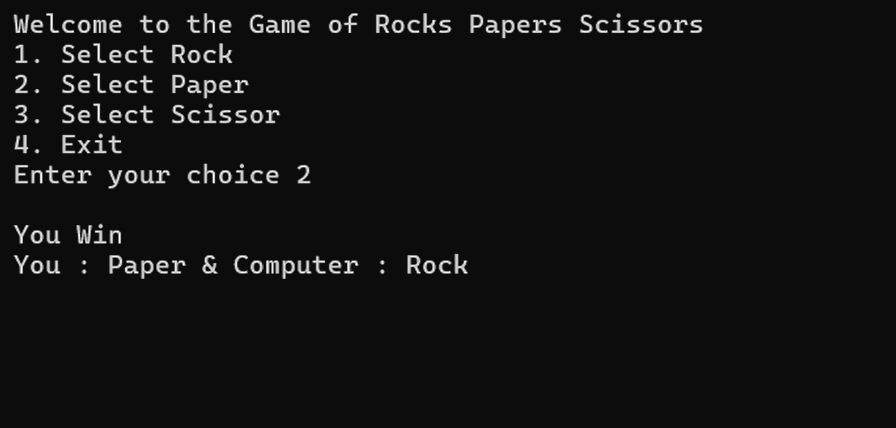 Welcome to the Game of Rocks Papers Scissors
1. Select Rock
2. Select Paper
3. Select Scissor
4. Exit
Enter your choice 2
You Win
You : Paper & Computer : Rock